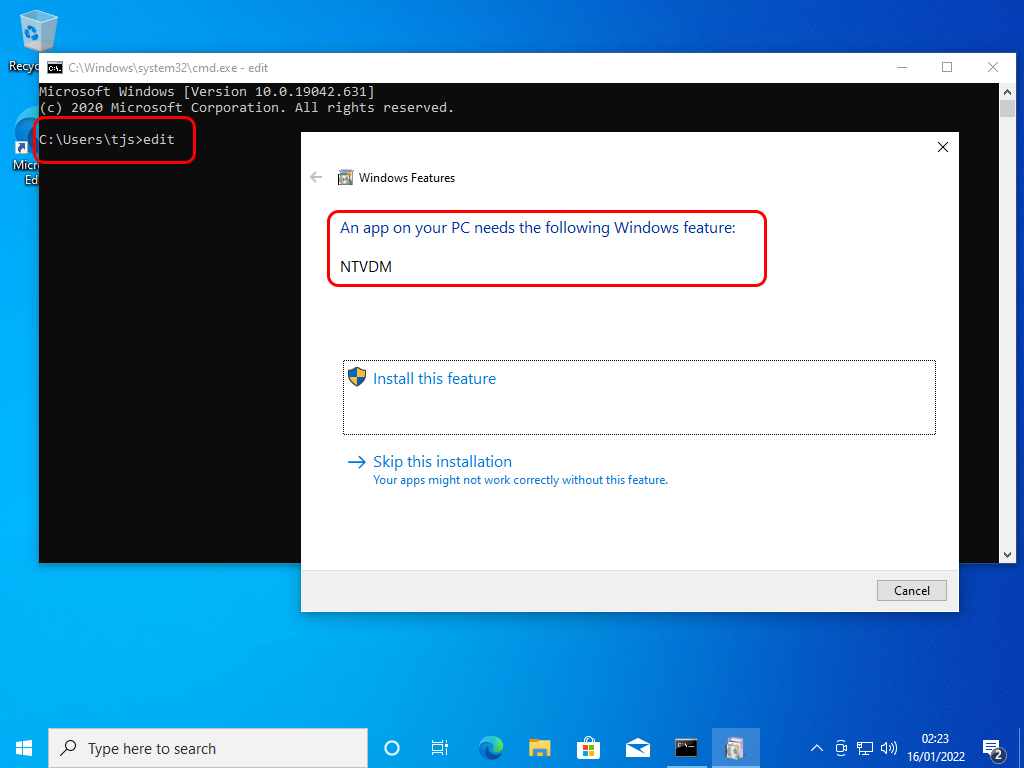 Recyc
C:\Windows\system32\cmd.exe - edit
Microsoft Windows [Version 10.0.19042.631]
(c) 2020 Microsoft Corporation. All rights reserved.
C:\Users\tjs>edit
Micr
Ed
Windows Features
An app on your PC needs the following Windows feature:
NTVDM
Install this feature
Skip this installation
Your apps might not work correctly without this feature.
Cancel
Type here to search
02:23
16/01/2022
2